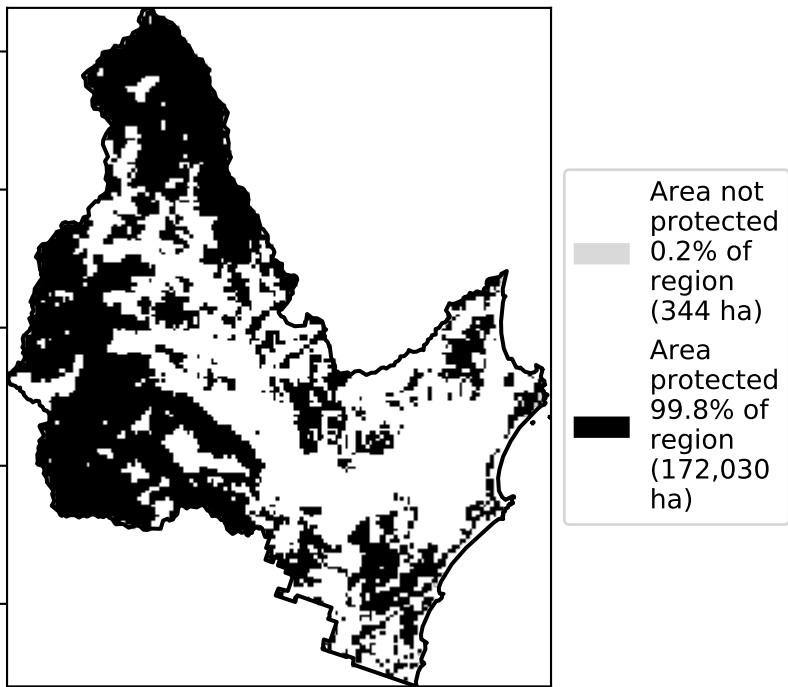 Area not
protected
0.2% of
region
(344 ha)
Area
protected
99.8% of
region
(172,030
ha)